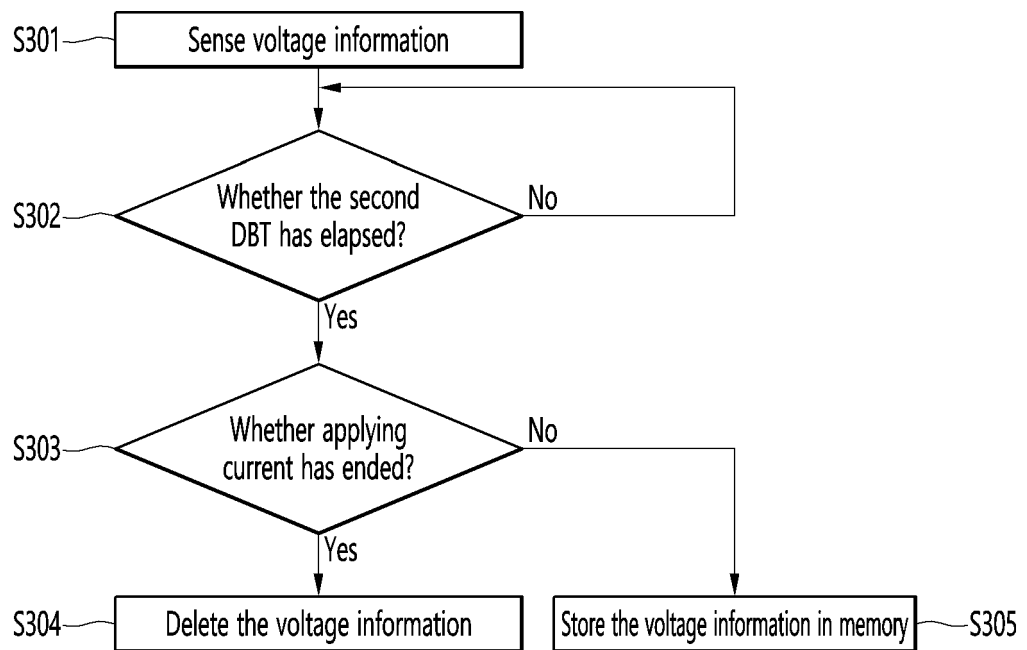 S301
Sense voltage information
S302
Whether the second
DBT has elapsed?
No
Yes
S303
Whether applying
current has ended?
No
Yes
S304
Delete the voltage information
Store the voltage information in memory
S305